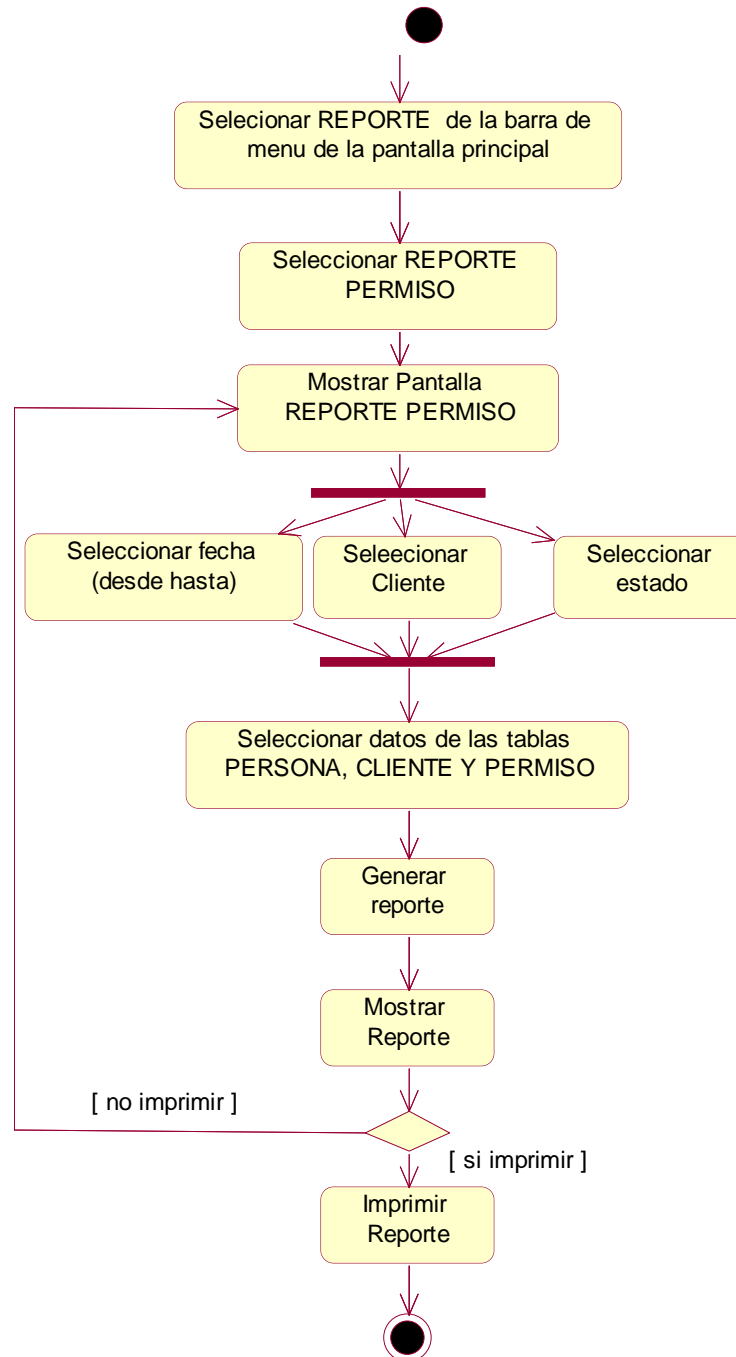 Selecionar REPORTE de la barra de
menu de la pantalla principal
Seleccionar REPORTE
PERMISO
Mostrar Pantalla
REPORTE PERMISO
Seleccionar fecha
(desde hasta)
Seleecionar
Cliente
Seleccionar
estado
Seleccionar datos de las tablas
PERSONA, CLIENTE Y PERMISO
Generar
reporte
Mostrar
Reporte
[ no imprimir ]
[ si imprimir ]
Imprimir
Reporte